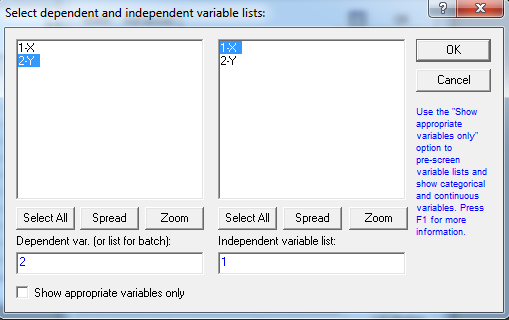 Select dependent and independent variable lists:
1-X
2-Y
1-X
2-Y
OK
Cancel
Use the "Show
appropriate
variables only"
option to
pre-screen
variable lists and
show categorical
and continuous
variables. Press
F1 for more
information.
Select All
Spread
Zoom
Select All
Spread
Zoom
Dependent var. (or list for batch):
Independent variable list:
2
1
Show appropriate variables only